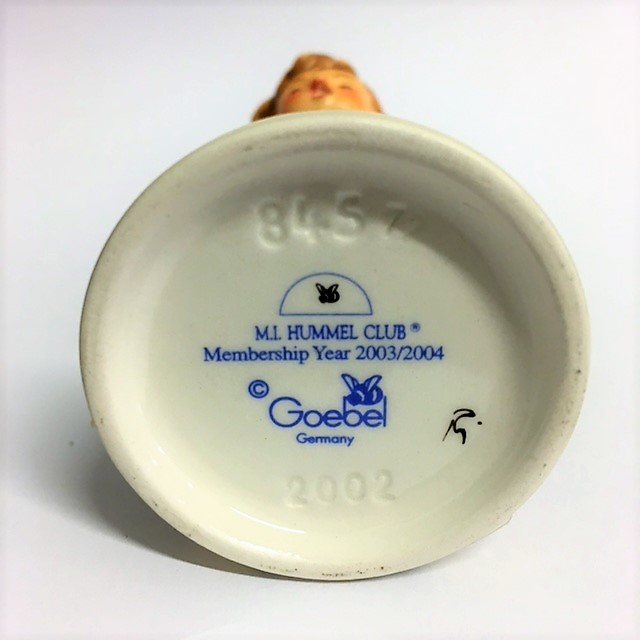 845
M.I. HUMMEL CLUB®
Membership Year 2003/2004
© Goebel
Germany
2002